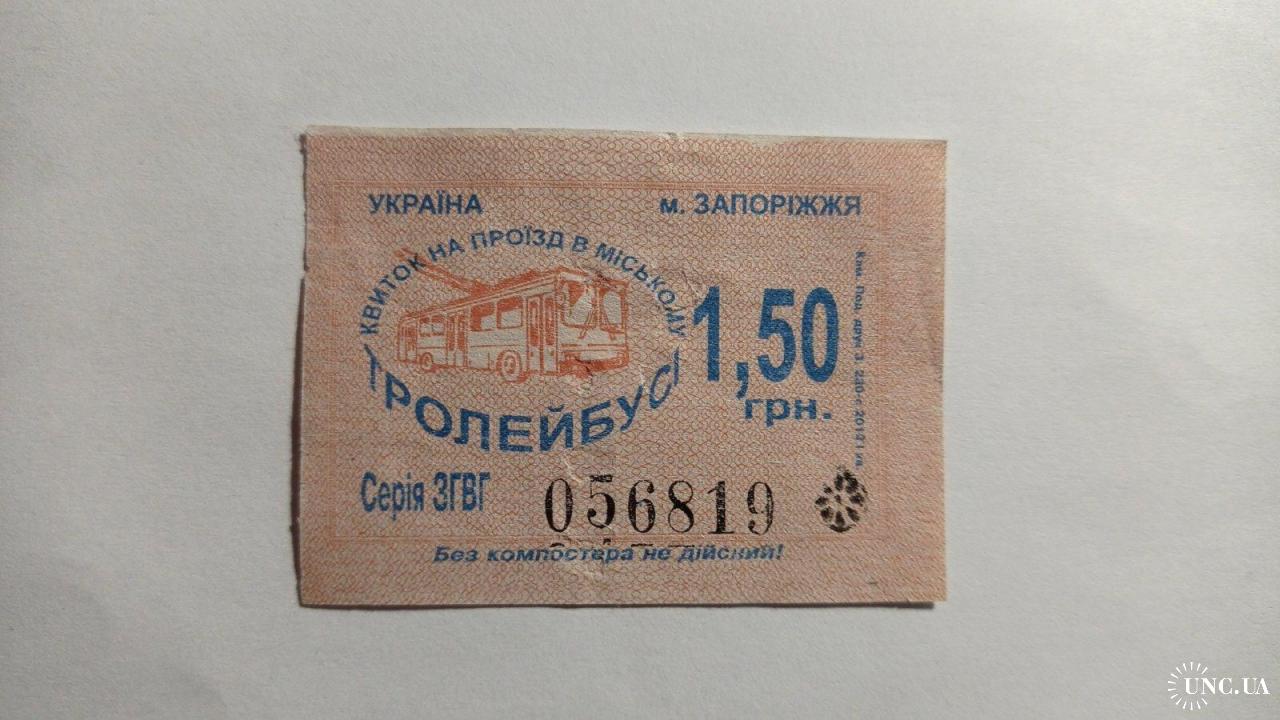 УКРАЇНА
м. ЗАПОРІЖЖЯ
КВИТОК НА ПРОЇЗД В МІСЬКОМУ
ТРОЛЕЙБУСІ
1,50
грн.
Серія ЗГВГ
056819
Без компостера не дійсний!
UNC.UA